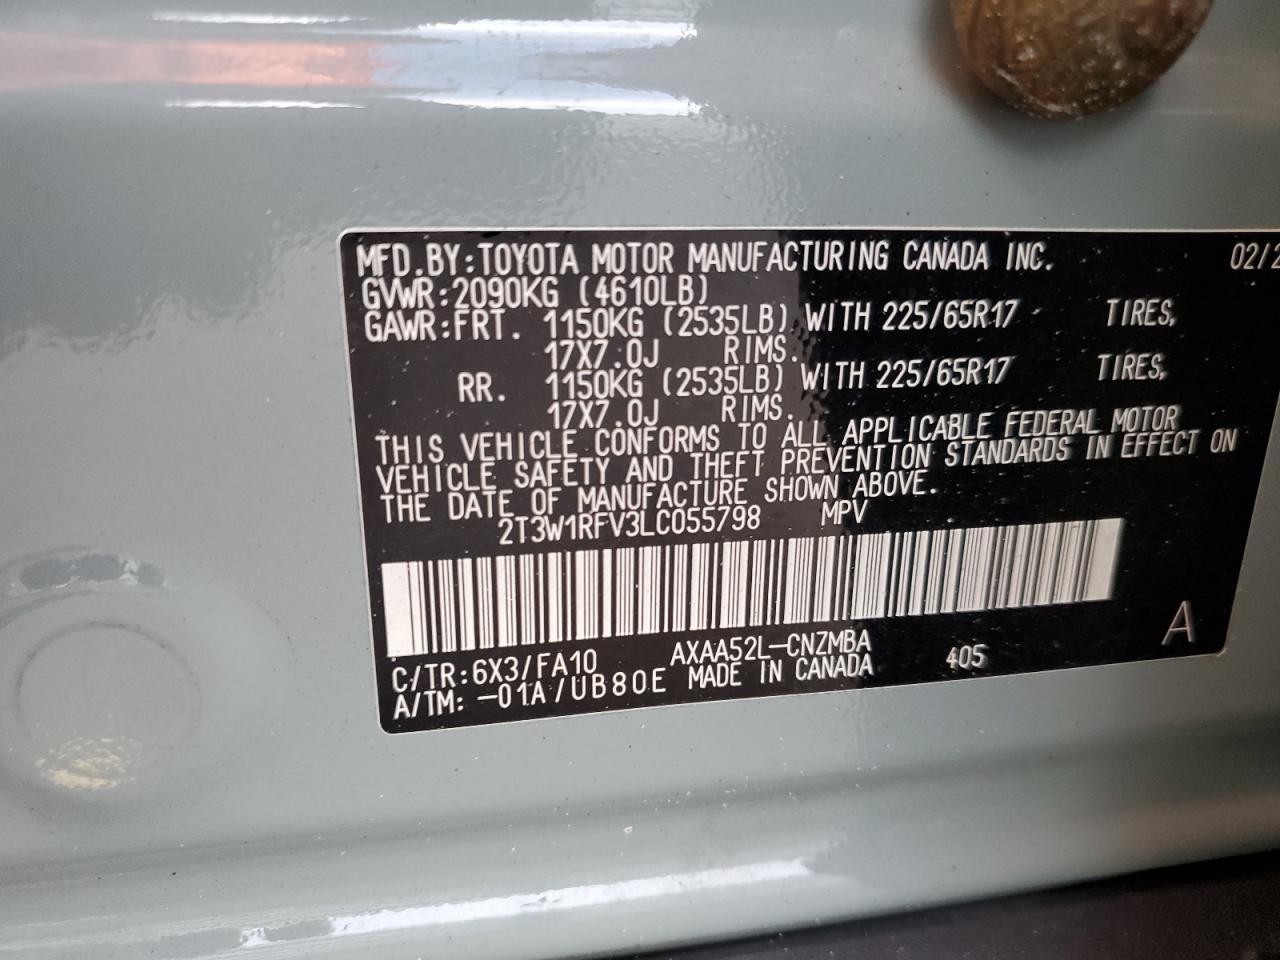 MFD.BY:TOYOTA MOTOR MANUFACTURING CANADA INC. 02/2
GVWR:2090KG (4610LB)
GAWR:FRT. 1150KG (2535LB) WITH 225/65R17 TIRES,
17X7.0J RIMS.
RR. 1150KG (2535LB) WITH 225/65R17 TIRES,
17X7.0J RIMS.
THIS VEHICLE CONFORMS TO ALL APPLICABLE FEDERAL MOTOR
VEHICLE SAFETY AND THEFT PREVENTION STANDARDS IN EFFECT ON
THE DATE OF MANUFACTURE SHOWN ABOVE.
2T3W1RFV3LC055798 MPV
A
C/TR:6X3/FA10 AXAA52L-CNZMBA 405
A/TM: -01A/UB80E MADE IN CANADA